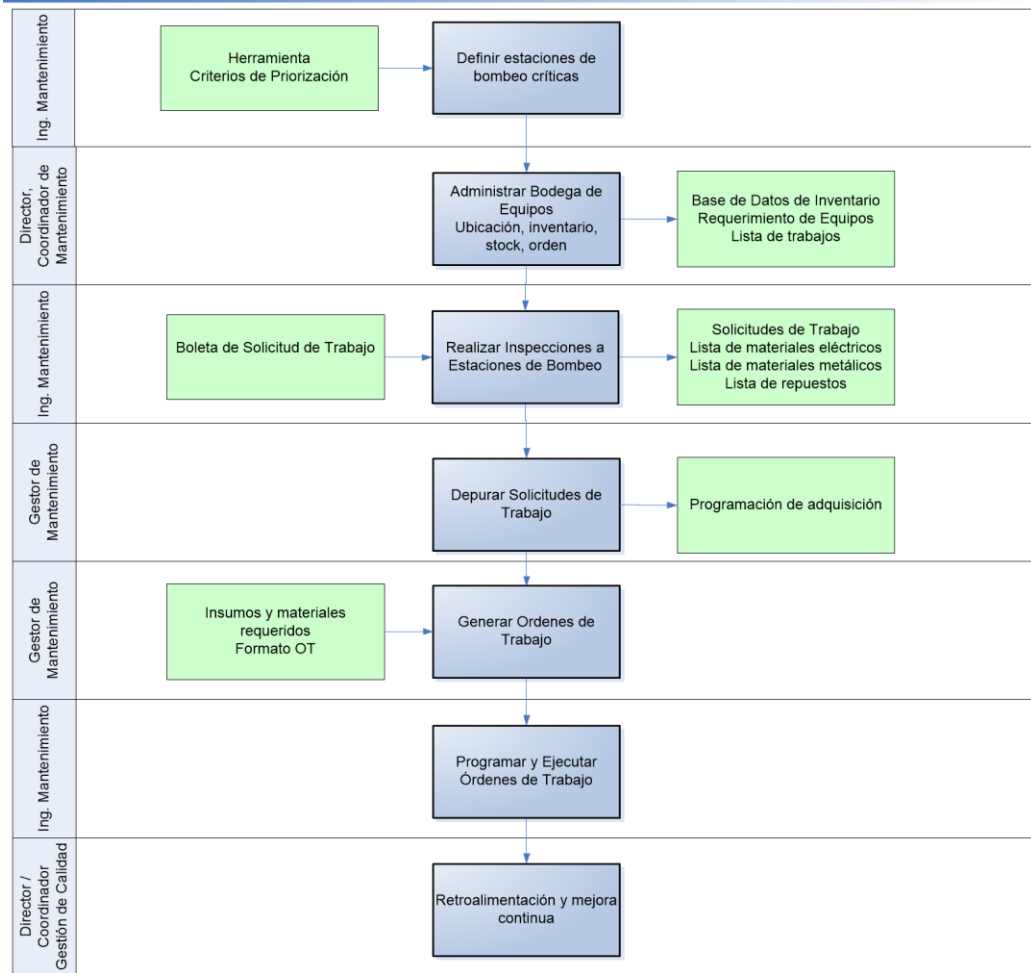 Ing. Mantenimiento
Herramienta
Criterios de Priorización
Definir estaciones de
bombeo críticas
Director,
Coordinador de
Mantenimiento
Administrar Bodega de
Equipos
Ubicación, inventario,
stock, orden
Base de Datos de Inventario
Requerimiento de Equipos
Lista de trabajos
Ing. Mantenimiento
Boleta de Solicitud de Trabajo
Realizar Inspecciones a
Estaciones de Bombeo
Solicitudes de Trabajo
Lista de materiales eléctricos
Lista de materiales metálicos
Lista de repuestos
Gestor de
Mantenimiento
Depurar Solicitudes de
Trabajo
Programación de adquisición
Gestor de
Mantenimiento
Insumos y materiales
requeridos
Formato OT
Generar Ordenes de
Trabajo
Ing. Mantenimiento
Programar y Ejecutar
Órdenes de Trabajo
Director /
Coordinador
Gestión de Calidad
Retroalimentación y mejora
continua